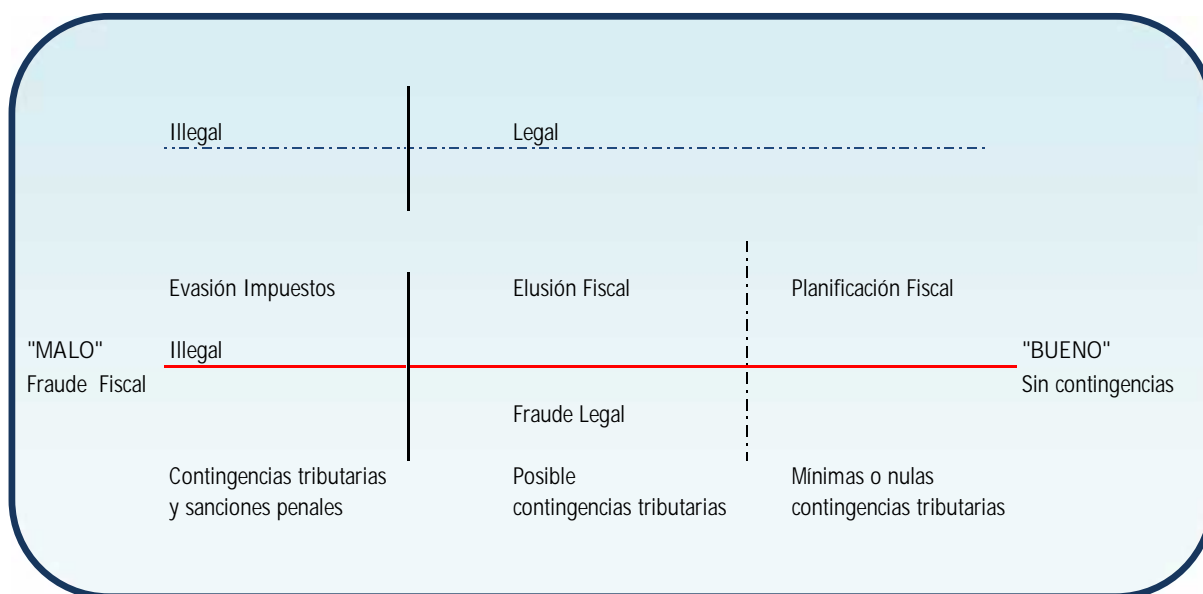 Illegal Legal
Evasión Impuestos Elusión Fiscal Planificación Fiscal
"MALO" Illegal "BUENO"
Fraude Fiscal Sin contingencias
Fraude Legal
Contingencias tributarias Posible Mínimas o nulas
y sanciones penales contingencias tributarias contingencias tributarias